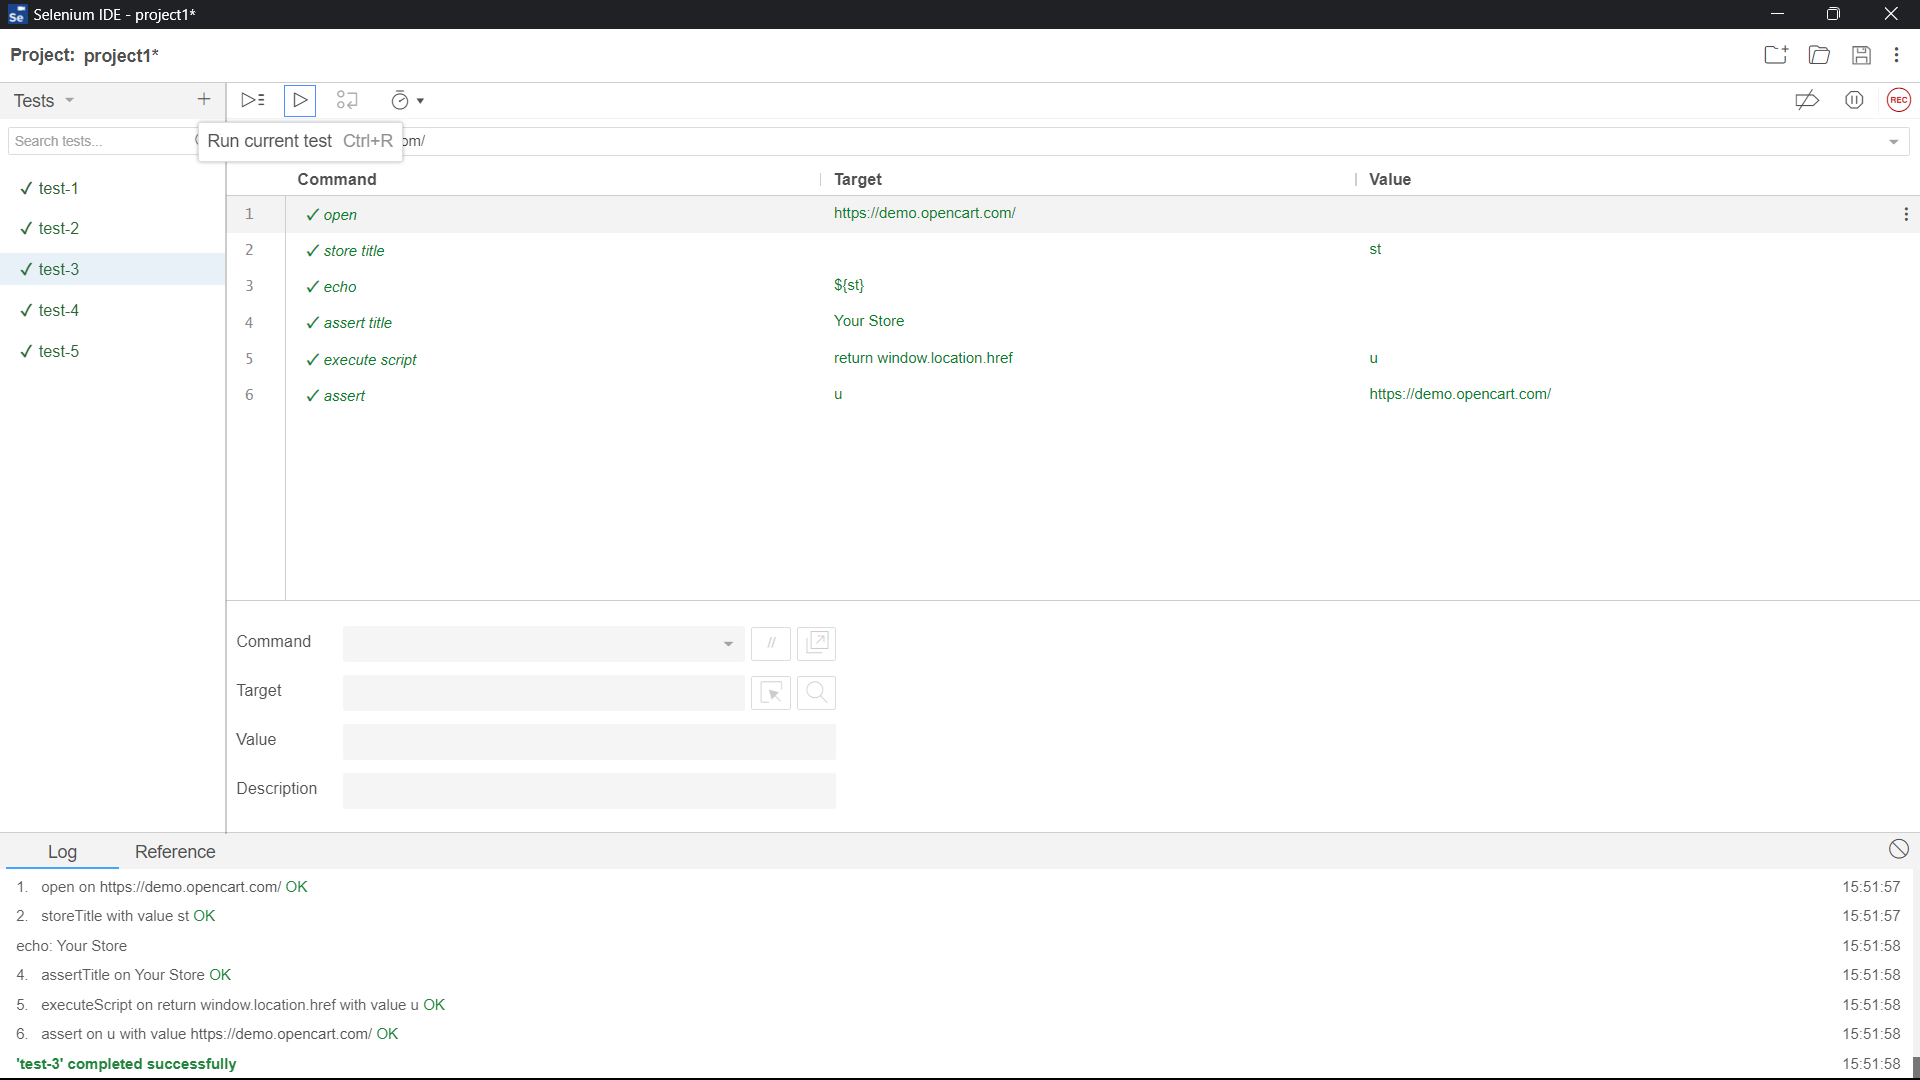 Selenium IDE - project1*
Project: project1*
Tests
Run current test Ctrl+R
om/
REC
Search tests...
Command Target Value
test-1
test-2
test-3
test-4
test-5
1 open https://demo.opencart.com/
2 store title st
3 echo ${st}
4 assert title Your Store
5 execute script return window.location.href u
6 assert u https://demo.opencart.com/
Command //
Target
Value
Description
Log Reference
1. open on https://demo.opencart.com/ OK 15:51:57
2. storeTitle with value st OK 15:51:57
echo: Your Store 15:51:58
4. assertTitle on Your Store OK 15:51:58
5. executeScript on return window.location.href with value u OK 15:51:58
6. assert on u with value https://demo.opencart.com/ OK 15:51:58
'test-3' completed successfully 15:51:58